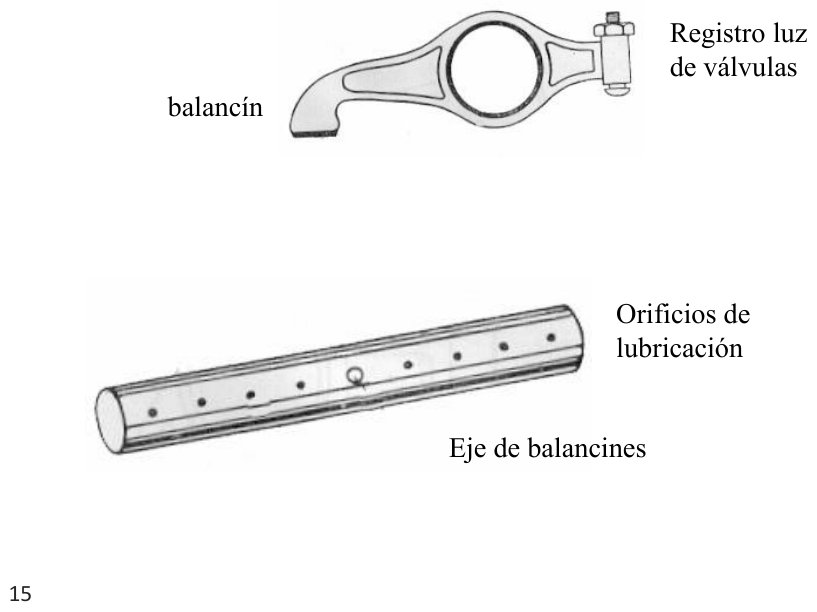 Registro luz
de válvulas
balancín
Orificios de
lubricación
Eje de balancines
15